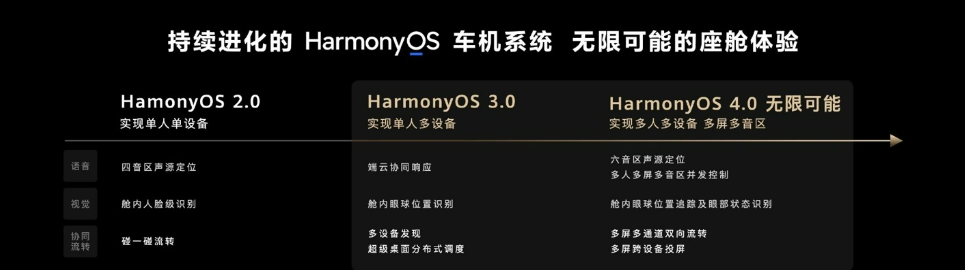 持续进化的 HarmonyOS 车机系统 无限可能的座舱体验
HamonyOS 2.0
实现单人单设备
HarmonyOS 3.0
实现单人多设备
HarmonyOS 4.0 无限可能
实现多人多设备 多屏多音区
语音
四音区声源定位
端云协同响应
六音区声源定位
多人多屏多音区并发控制
视觉
舱内人脸级识别
舱内眼球位置识别
舱内眼球位置追踪及眼部状态识别
协同
流转
碰一碰流转
多设备发现
超级桌面分布式调度
多屏多通道双向流转
多屏跨设备投屏